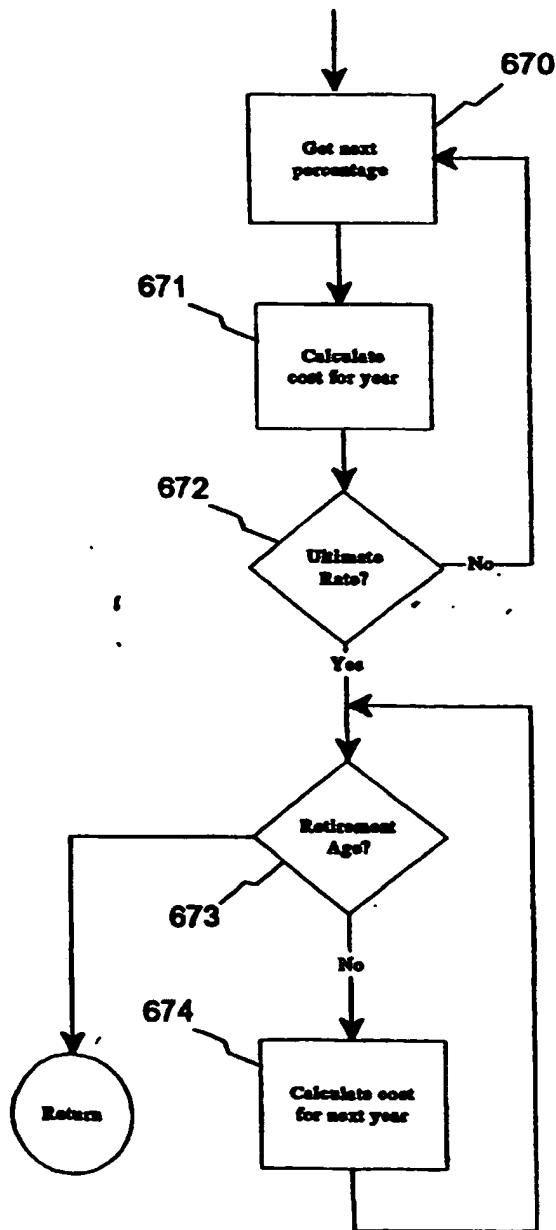 670
Get next
percentage
671
Calculate
cost for year
672
Ultimate
Rate?
No
Yes
Retirement
Age?
673
No
674
Calculate cost
for next year
Return